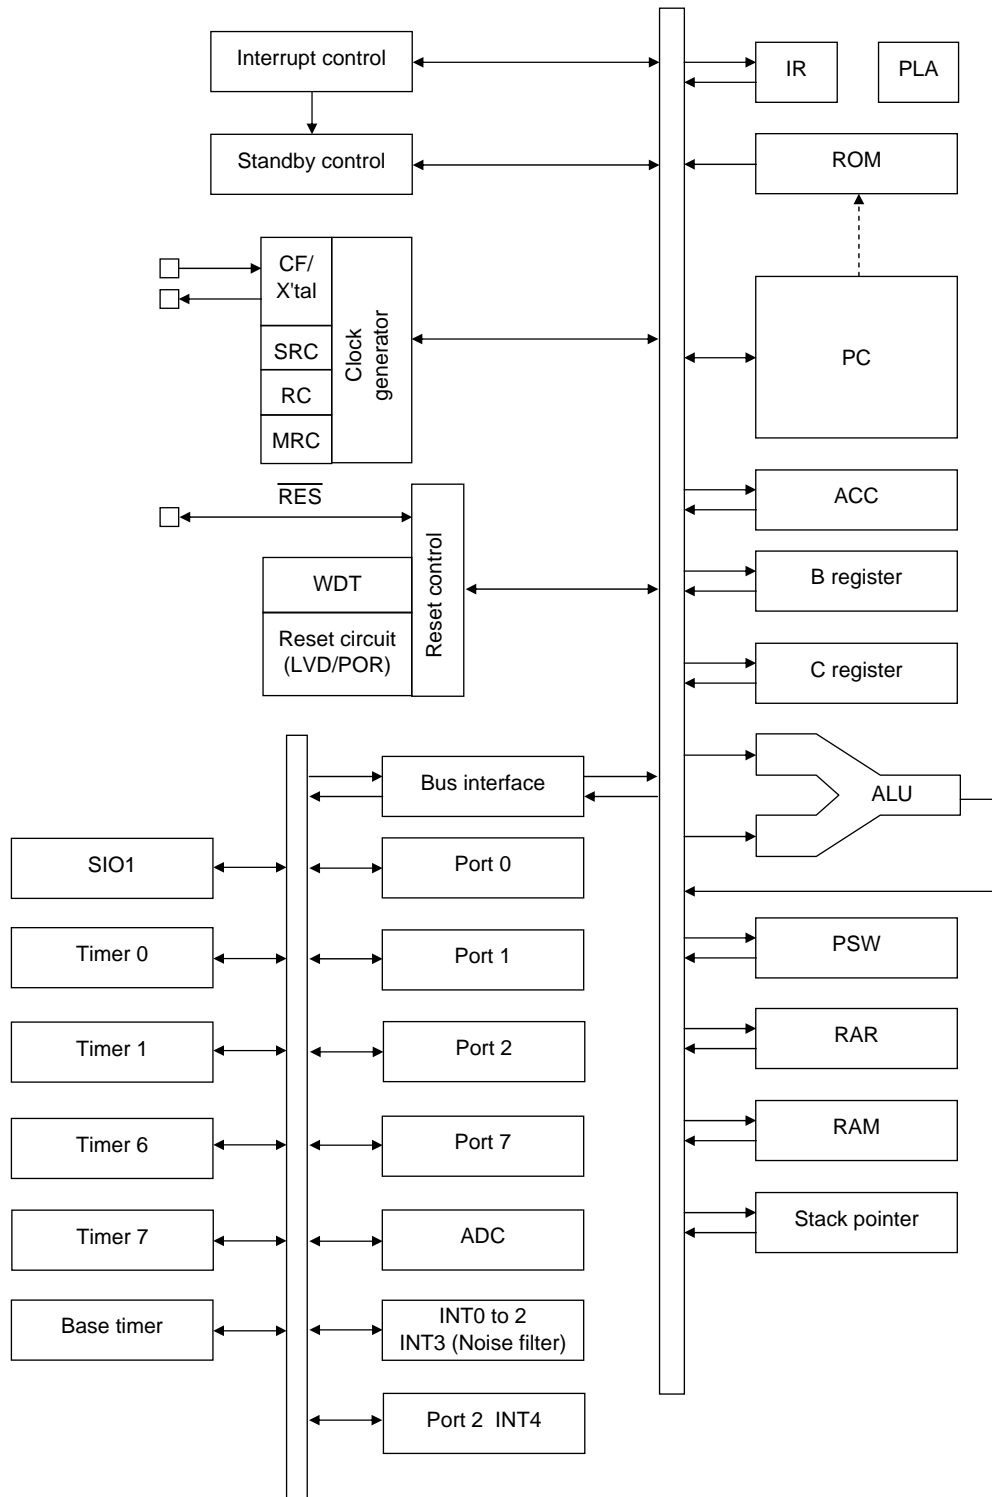 Interrupt control
IR
PLA
Standby control
ROM
CF/
X'tal
SRC
RC
MRC
Clock
generator
PC
RES
WDT
Reset circuit
(LVD/POR)
Reset control
ACC
B register
C register
Bus interface
ALU
SIO1
Port 0
Timer 0
Port 1
PSW
Timer 1
Port 2
RAR
Timer 6
Port 7
RAM
Timer 7
ADC
Stack pointer
Base timer
INT0 to 2
INT3 (Noise filter)
Port 2 INT4